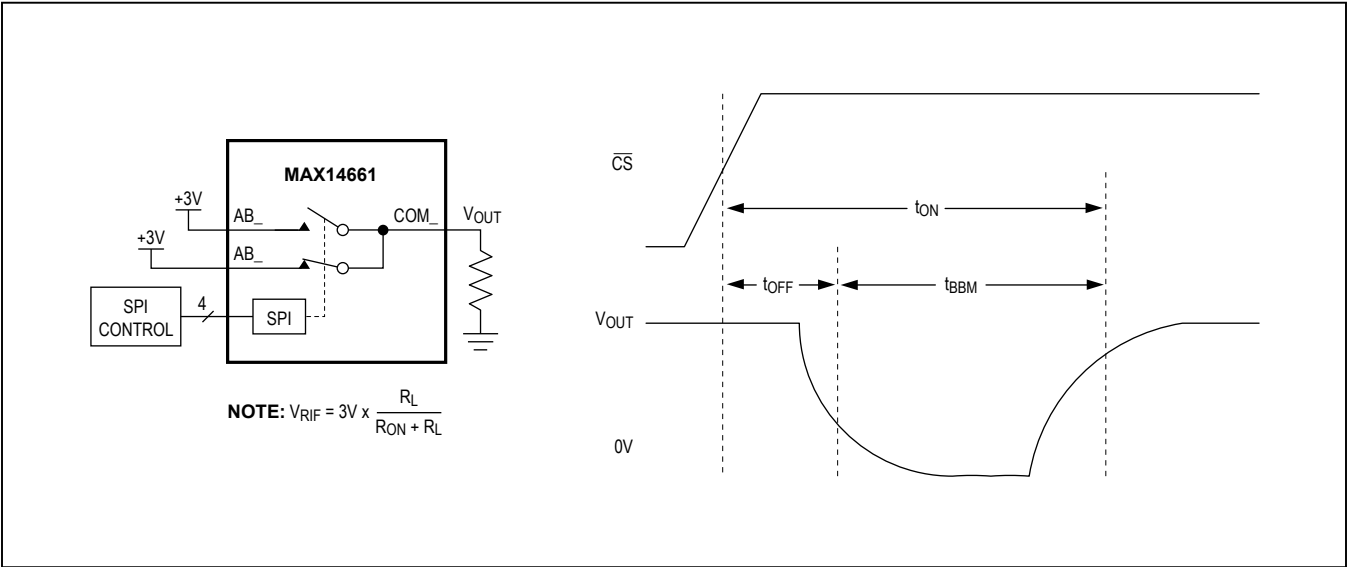 MAX14661
+3V
AB_
COM_
VOUT
+3V
AB_
SPI
CONTROL
4
SPI
NOTE: VRIF = 3V x RL / RON + RL
CS
tON
tOFF
tBBM
VOUT
0V